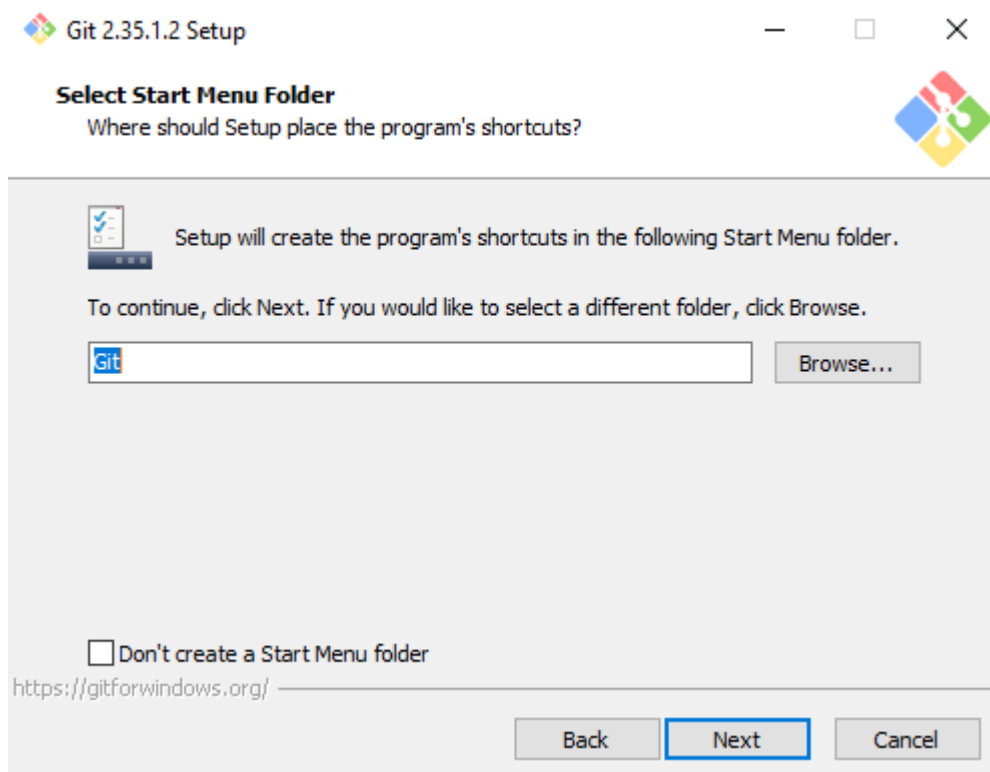 Git 2.35.1.2 Setup
Select Start Menu Folder
Where should Setup place the program's shortcuts?
Setup will create the program's shortcuts in the following Start Menu folder.
To continue, click Next. If you would like to select a different folder, click Browse.
Git
Browse...
Don't create a Start Menu folder
https://gitforwindows.org/
Back
Next
Cancel